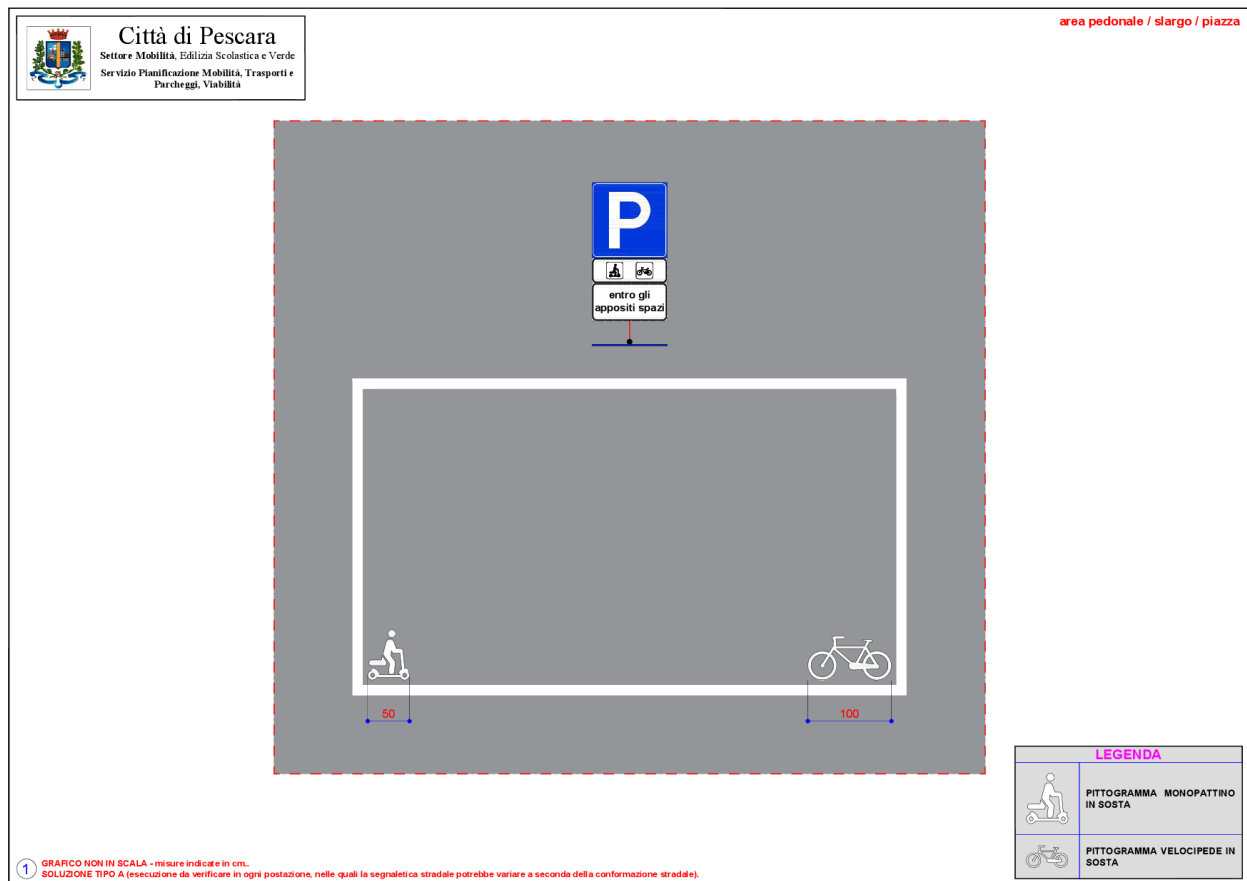 Città di Pescara
Settore Mobilità, Edilizia Scolastica e Verde
Servizio Pianificazione Mobilità, Trasporti e
Parcheggi, Viabilità
area pedonale / slargo / piazza
P
entro gli
appositi spazi
50
100
LEGENDA
PITTOGRAMMA MONOPATTINO
IN SOSTA
PITTOGRAMMA VELOCIPEDE IN
SOSTA
1
GRAFICO NON IN SCALA - misure indicate in cm..
SOLUZIONE TIPO A (esecuzione da verificare in ogni postazione, nelle quali la segnaletica stradale potrebbe variare a seconda della conformazione stradale).